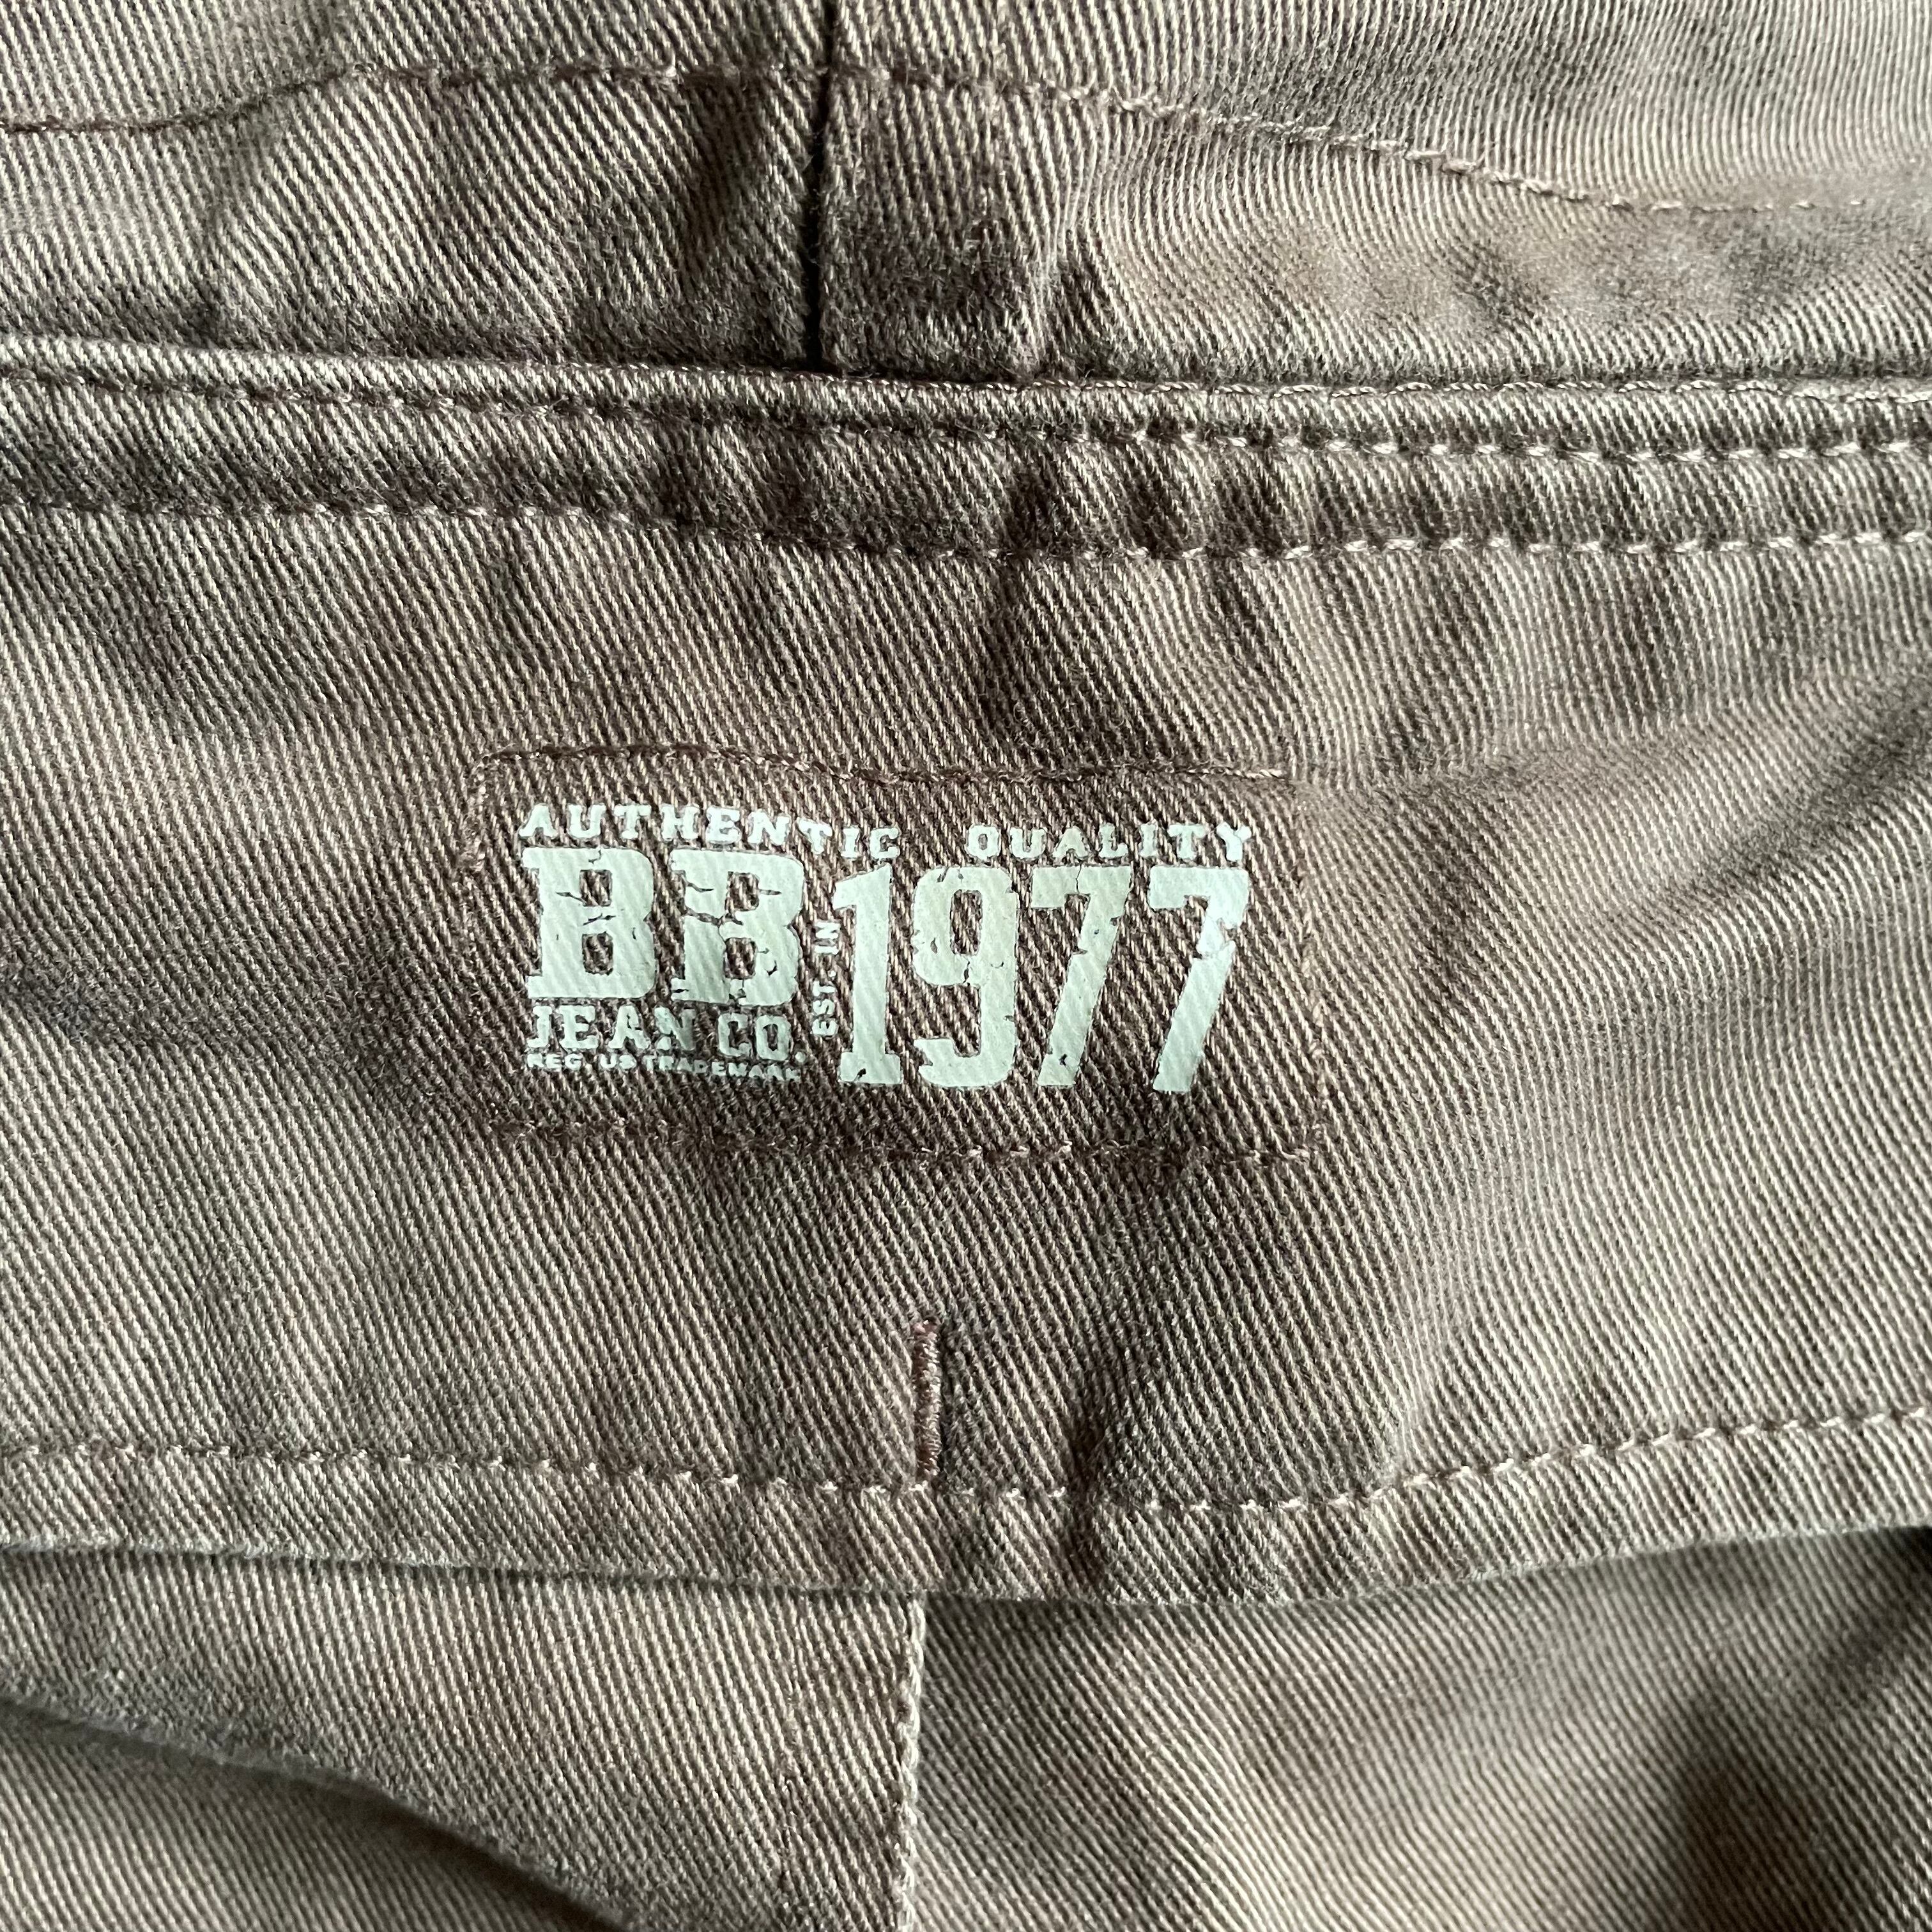 AUTHENTIC QUALITY
BB
JEAN CO.
REG. US TRADEMARK
EST. IN
1977